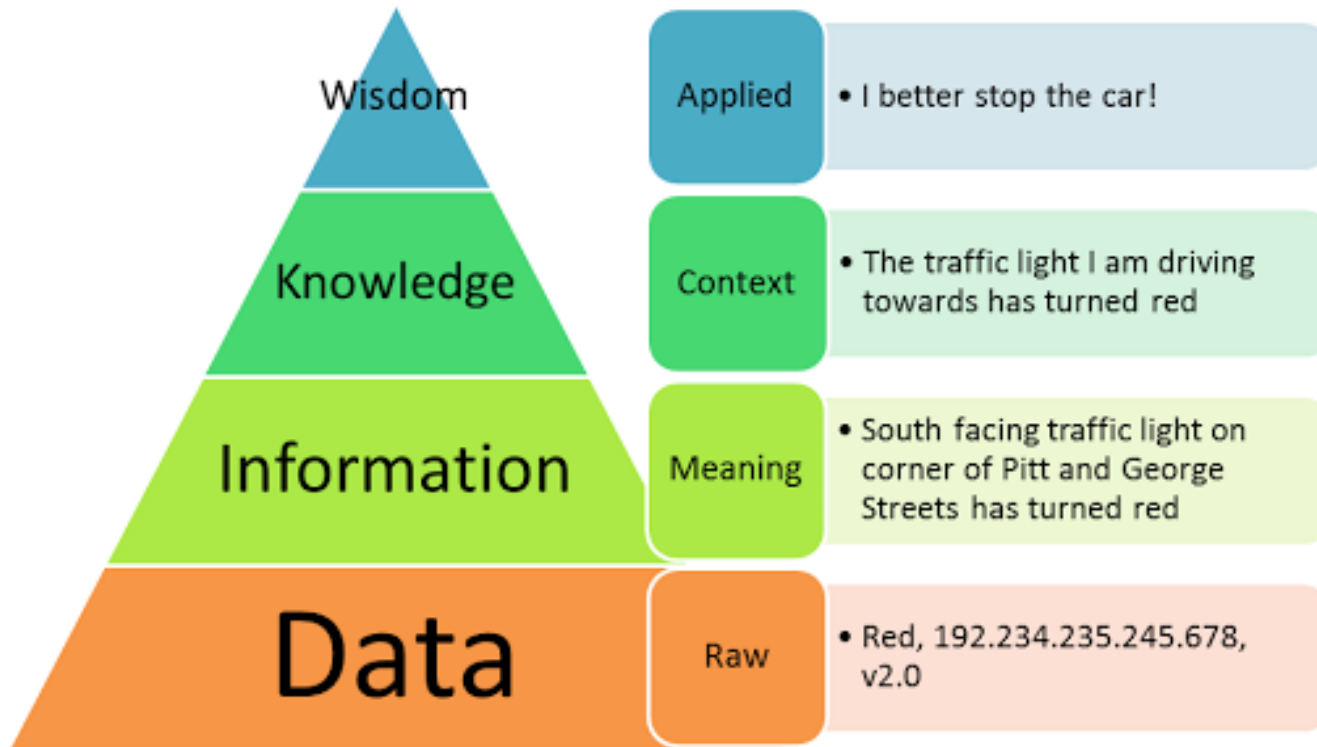 Wisdom
Applied
• I better stop the car!
Knowledge
Context
• The traffic light I am driving
towards has turned red
Information
Meaning
• South facing traffic light on
corner of Pitt and George
Streets has turned red
Data
Raw
• Red, 192.234.235.245.678,
v2.0